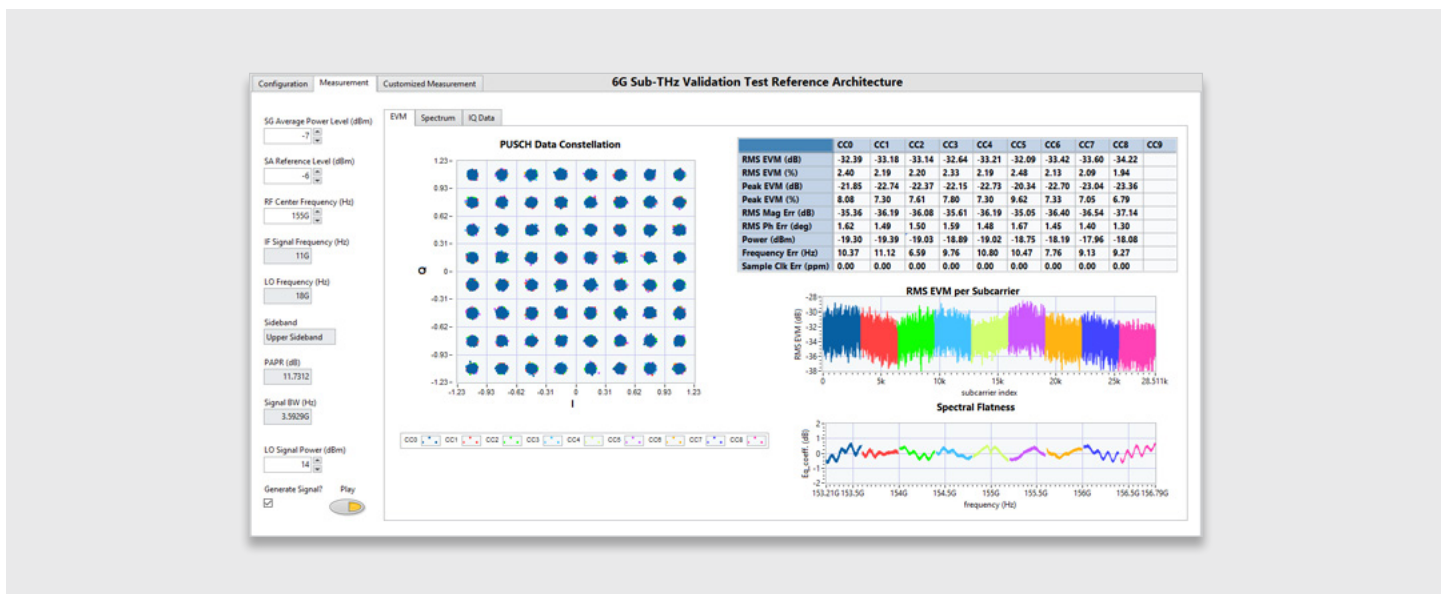 6G Sub-THz Validation Test Reference Architecture
Configuration Measurement Customized Measurement
SG Average Power Level (dBm)
-7
SA Reference Level (dBm)
-6
RF Center Frequency (Hz)
155G
IF Signal Frequency (Hz)
11G
LO Frequency (Hz)
18G
Sideband
Upper Sideband
PAPR (dB)
11.7312
Signal BW (Hz)
3.5929G
LO Signal Power (dBm)
14
Generate Signal? Play
EVM Spectrum IQ Data
PUSCH Data Constellation
1.23
0.93
0.62
0.31
0
-0.31
-0.62
-0.93
-1.23
Q
-1.23 -0.93 -0.62 -0.31 0 0.31 0.62 0.93 1.23
I
CC0 CC1 CC2 CC3 CC4 CC5 CC6 CC7 CC8
CC0 CC1 CC2 CC3 CC4 CC5 CC6 CC7 CC8 CC9
RMS EVM (dB) -32.39 -33.18 -33.14 -32.64 -33.21 -32.09 -33.42 -33.60 -34.22
RMS EVM (%) 2.40 2.19 2.20 2.33 2.19 2.48 2.13 2.09 1.94
Peak EVM (dB) -21.85 -22.74 -22.37 -22.15 -22.73 -20.34 -22.70 -23.04 -23.36
Peak EVM (%) 8.08 7.30 7.61 7.80 7.30 9.62 7.33 7.05 6.79
RMS Mag Err (dB) -35.36 -36.19 -36.08 -35.61 -36.19 -35.05 -36.40 -36.54 -37.14
RMS Ph Err (deg) 1.62 1.49 1.50 1.59 1.48 1.67 1.45 1.40 1.30
Power (dBm) -19.30 -19.39 -19.03 -18.89 -19.02 -18.75 -18.19 -17.96 -18.08
Frequency Err (Hz) 10.37 11.12 6.59 9.76 10.80 10.47 7.76 9.13 9.27
Sample Clk Err (ppm) 0.00 0.00 0.00 0.00 0.00 0.00 0.00 0.00 0.00
RMS EVM per Subcarrier
RMS EVM (dB)
-28
-30
-32
-34
-36
-38
0 5k 10k 15k 20k 25k 28.511k
subcarrier index
Spectral Flatness
Eq_coeff. (dB)
2
1
0
-1
-2
153.21G 153.5G 154G 154.5G 155G 155.5G 156G 156.5G 156.79G
frequency (Hz)